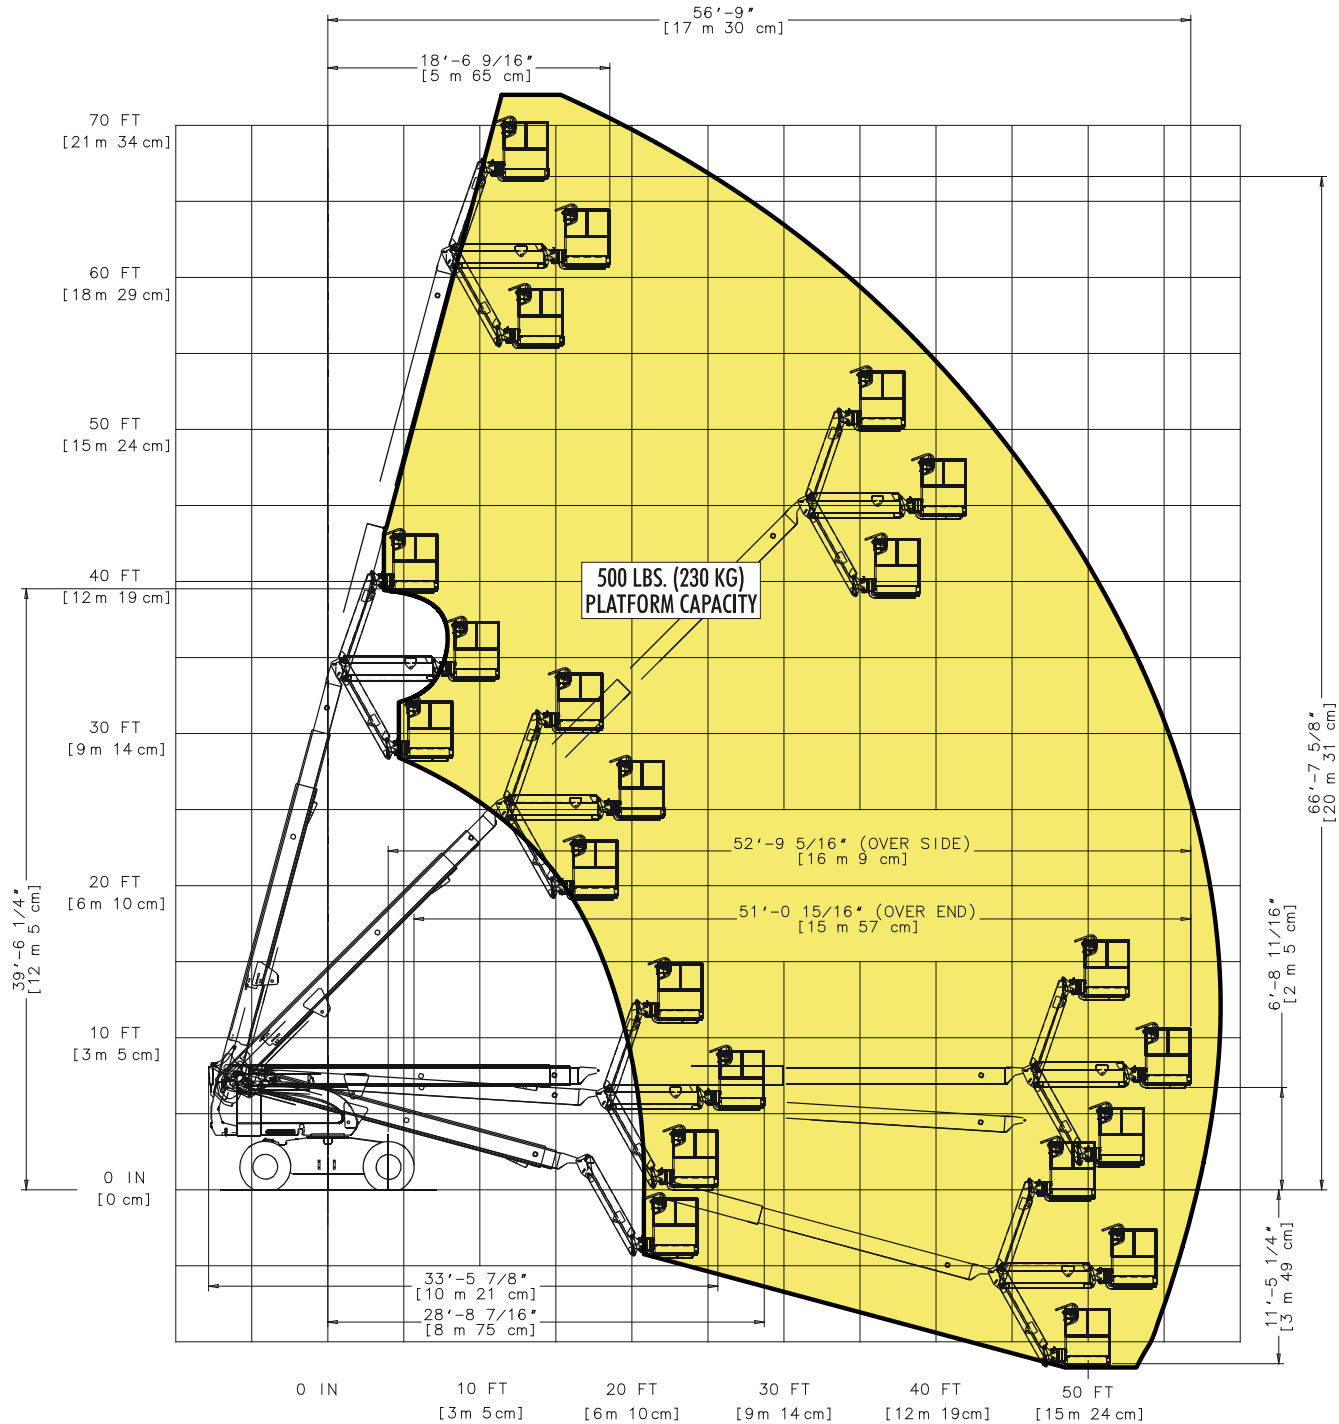 56'-9"
[17 m 30 cm]
18'-6 9/16"
[5 m 65 cm]
70 FT
[21 m 34 cm]
60 FT
[18 m 29 cm]
50 FT
[15 m 24 cm]
40 FT
[12 m 19 cm]
500 LBS. (230 KG)
PLATFORM CAPACITY
30 FT
[9 m 14 cm]
66'-7 5/8"
[20 m 31 cm]
52'-9 5/16" (OVER SIDE)
[16 m 9 cm]
20 FT
[6 m 10 cm]
51'-0 15/16" (OVER END)
[15 m 57 cm]
39'-6 1/4"
[12 m 5 cm]
6'-8 11/16"
[2 m 5 cm]
10 FT
[3 m 5 cm]
0 IN
[0 cm]
11'-5 1/4"
[3 m 49 cm]
33'-5 7/8"
[10 m 21 cm]
28'-8 7/16"
[8 m 75 cm]
0 IN
10 FT
[3 m 5 cm]
20 FT
[6 m 10 cm]
30 FT
[9 m 14 cm]
40 FT
[12 m 19 cm]
50 FT
[15 m 24 cm]